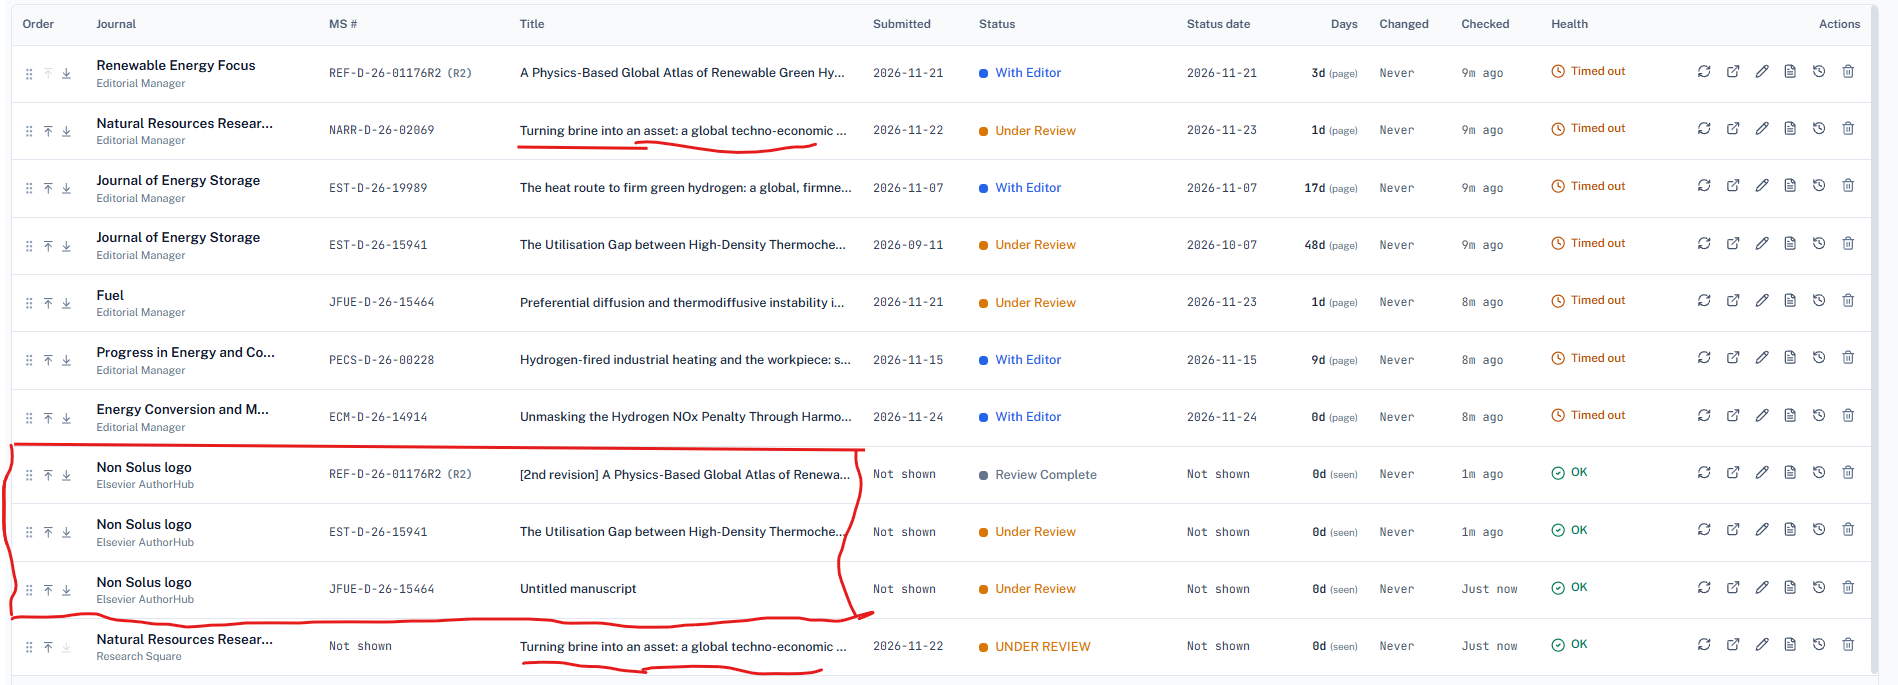 Order Journal MS # Title Submitted Status Status date Days Changed Checked Health Actions
Renewable Energy Focus
Editorial Manager
REF-D-26-01176R2 (R2) A Physics-Based Global Atlas of Renewable Green Hy... 2026-11-21 With Editor 2026-11-21 3d (page) Never 9m ago Timed out
Natural Resources Resear...
Editorial Manager
NARR-D-26-02069 Turning brine into an asset: a global techno-economic ... 2026-11-22 Under Review 2026-11-23 1d (page) Never 9m ago Timed out
Journal of Energy Storage
Editorial Manager
EST-D-26-19989 The heat route to firm green hydrogen: a global, firmne... 2026-11-07 With Editor 2026-11-07 17d (page) Never 9m ago Timed out
Journal of Energy Storage
Editorial Manager
EST-D-26-15941 The Utilisation Gap between High-Density Thermoche... 2026-09-11 Under Review 2026-10-07 48d (page) Never 9m ago Timed out
Fuel
Editorial Manager
JFUE-D-26-15464 Preferential diffusion and thermodiffusive instability i... 2026-11-21 Under Review 2026-11-23 1d (page) Never 8m ago Timed out
Progress in Energy and Co...
Editorial Manager
PECS-D-26-00228 Hydrogen-fired industrial heating and the workpiece: s... 2026-11-15 With Editor 2026-11-15 9d (page) Never 8m ago Timed out
Energy Conversion and M...
Editorial Manager
ECM-D-26-14914 Unmasking the Hydrogen NOx Penalty Through Harmo... 2026-11-24 With Editor 2026-11-24 0d (page) Never 8m ago Timed out
Non Solus logo
Elsevier AuthorHub
REF-D-26-01176R2 (R2) [2nd revision] A Physics-Based Global Atlas of Renewa... Not shown Review Complete Not shown 0d (seen) Never 1m ago OK
Non Solus logo
Elsevier AuthorHub
EST-D-26-15941 The Utilisation Gap between High-Density Thermoche... Not shown Under Review Not shown 0d (seen) Never 1m ago OK
Non Solus logo
Elsevier AuthorHub
JFUE-D-26-15464 Untitled manuscript Not shown Under Review Not shown 0d (seen) Never Just now OK
Natural Resources Resear...
Research Square
Not shown Turning brine into an asset: a global techno-economic ... 2026-11-22 UNDER REVIEW Not shown 0d (seen) Never Just now OK